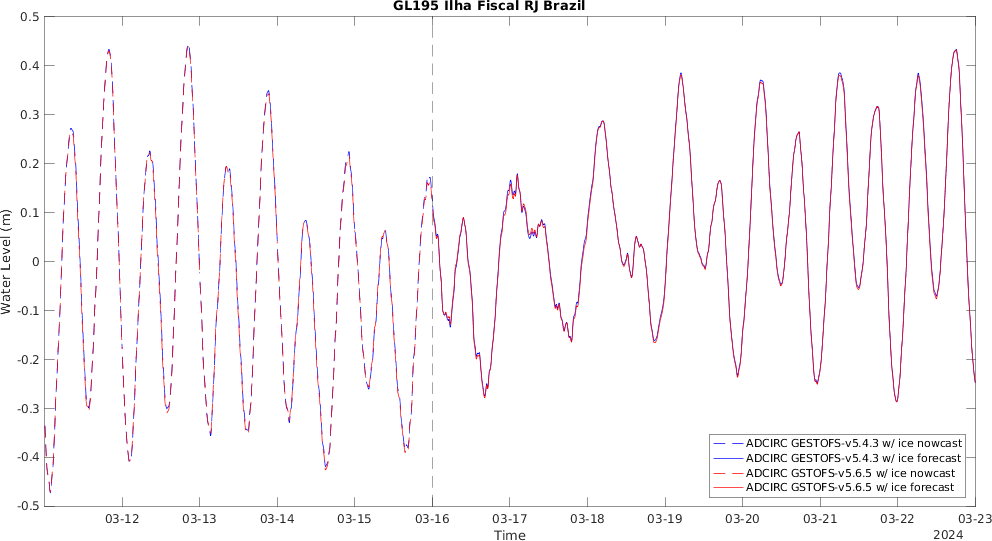 GL195 Ilha Fiscal RJ Brazil
0.5
0.4
0.3
0.2
0.1
0
-0.1
-0.2
-0.3
-0.4
-0.5
Water Level (m)
ADCIRC GESTOFS-v5.4.3 w/ ice nowcast
ADCIRC GESTOFS-v5.4.3 w/ ice forecast
ADCIRC GSTOFS-v5.6.5 w/ ice nowcast
ADCIRC GSTOFS-v5.6.5 w/ ice forecast
03-12 03-13 03-14 03-15 03-16 03-17 03-18 03-19 03-20 03-21 03-22 03-23
Time
2024